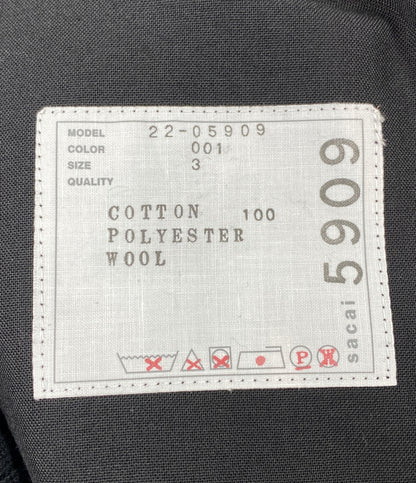 MODEL 22-05909
COLOR 001
SIZE 3
QUALITY
COTTON 100
POLYESTER
WOOL
P W
sacai 5909